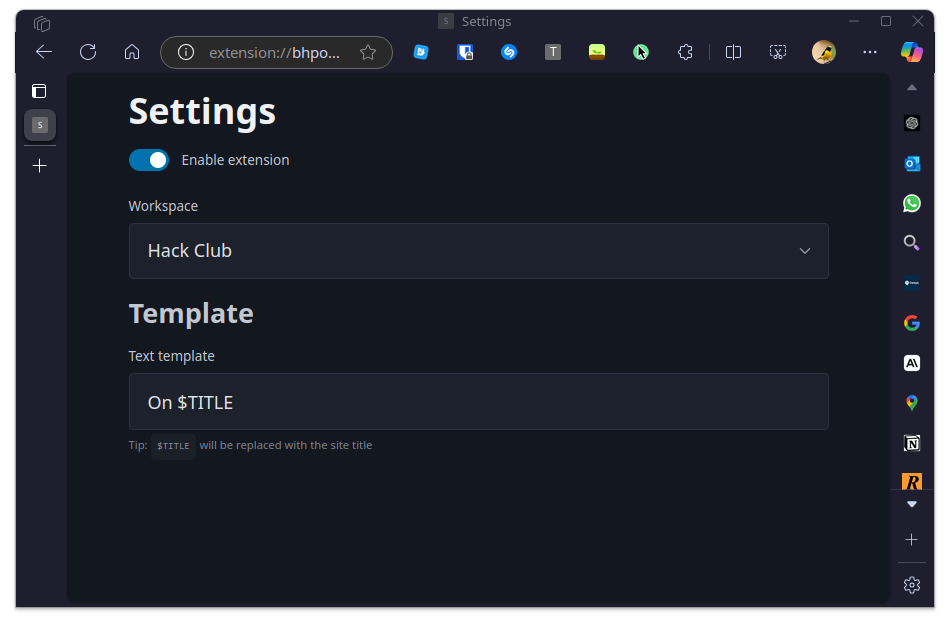 S Settings
extension://bhpo...
T
S
Settings
Enable extension
Workspace
Hack Club
Template
Text template
On $TITLE
Tip: $TITLE will be replaced with the site title